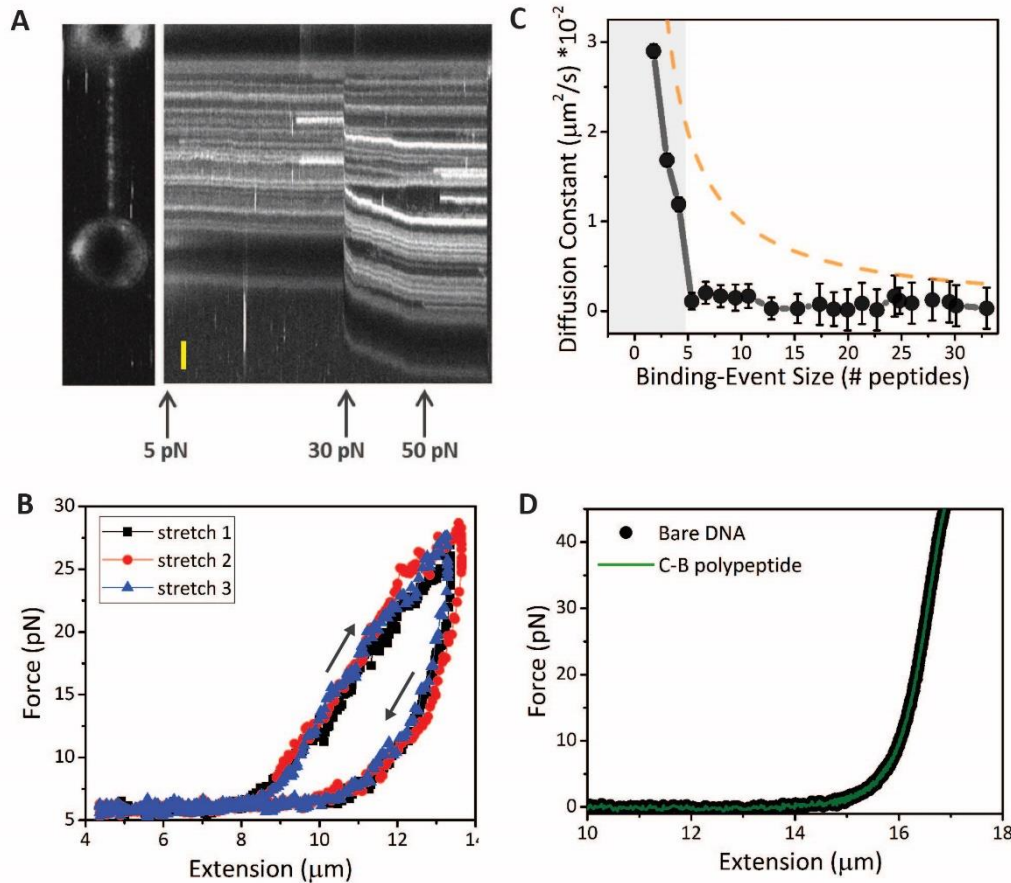 A
5 pN
30 pN
50 pN
B
Force (pN)
30
25
20
15
10
5
stretch 1
stretch 2
stretch 3
4 6 8 10 12 14
Extension (μm)
C
Diffusion Constant (μm²/s) *10⁻²
3
2
1
0
0 5 10 15 20 25 30
Binding-Event Size (# peptides)
D
Force (pN)
40
30
20
10
0
Bare DNA
C-B polypeptide
10 12 14 16 18
Extension (μm)